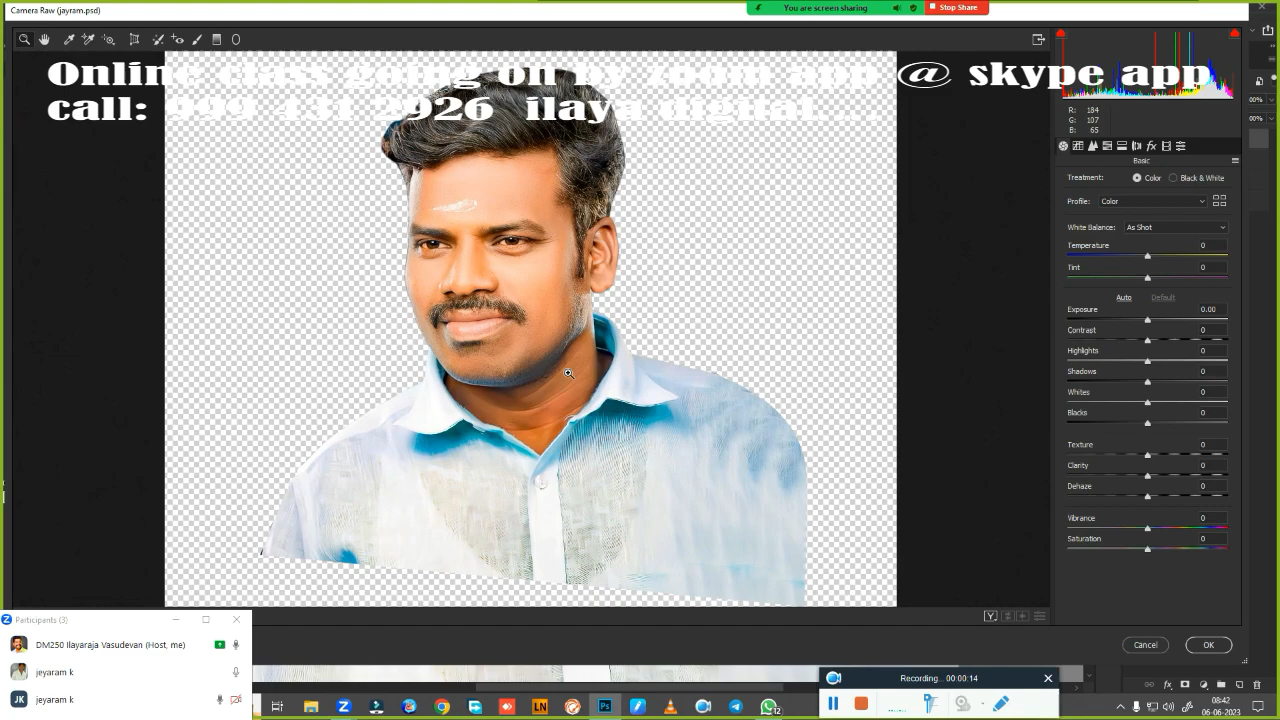 Camera Raw (jayram.psd)
You are screen sharing
Stop Share
Online class going on by zoom app @ skype app
call:
2926
R: 184
G: 107
B: 65
Basic
Treatment: Color Black & White
Profile: Color
White Balance: As Shot
Temperature 0
Tint 0
Auto Default
Exposure 0.00
Contrast 0
Highlights 0
Shadows 0
Whites 0
Blacks 0
Texture 0
Clarity 0
Dehaze 0
Vibrance 0
Saturation 0
Cancel OK
Participants (3)
DM250 Ilayaraja Vasudevan (Host, me)
jeyaram k
JK jeyaram k
Recording... 00:00:14
LN
Ps
12
08:42
06-06-2023